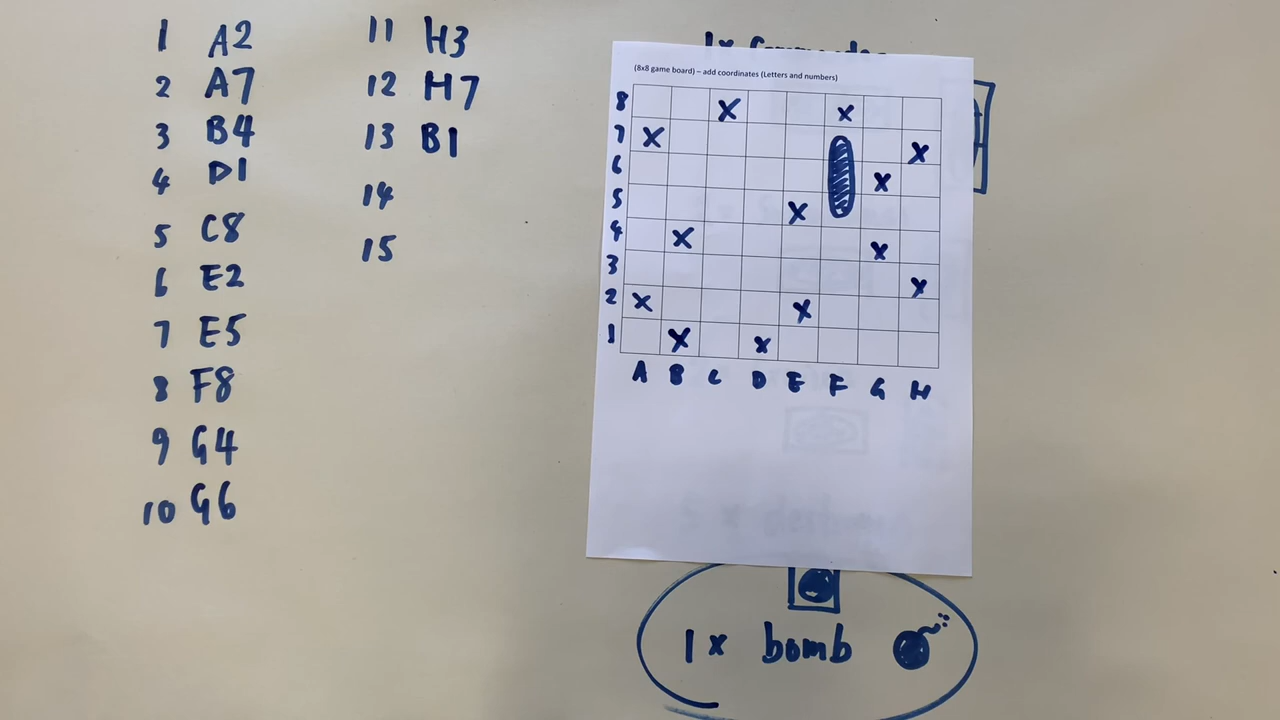 1 A2
2 A7
3 B4
4 D1
5 C8
6 E2
7 E5
8 F8
9 G4
10 G6
11 H3
12 H7
13 B1
14
15
1x
(8x8 game board) – add coordinates (Letters and numbers)
8 X X
7 X X
6 X
5 X
4 X X
3 X
2 X X
1 X X
A B C D E F G H
1x bomb